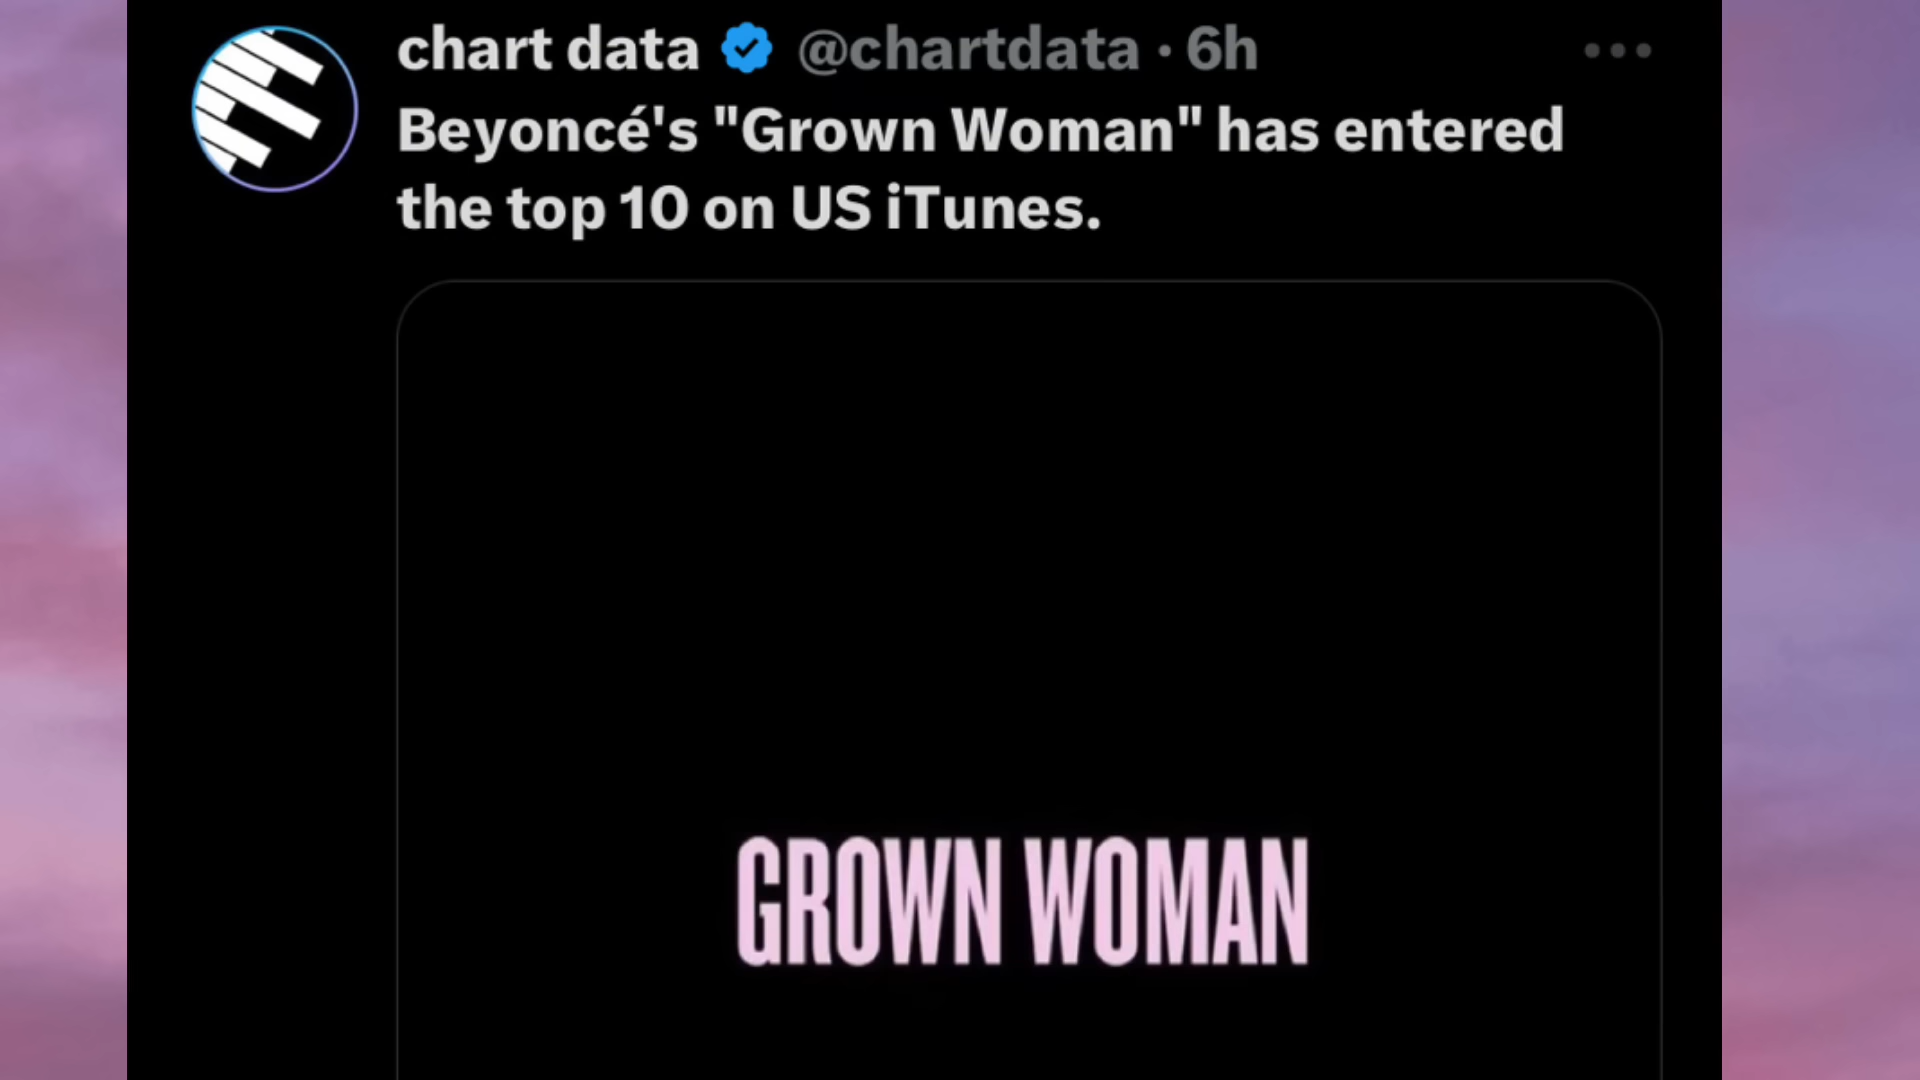 chart data @chartdata · 6h
Beyoncé's "Grown Woman" has entered
the top 10 on US iTunes.
GROWN WOMAN